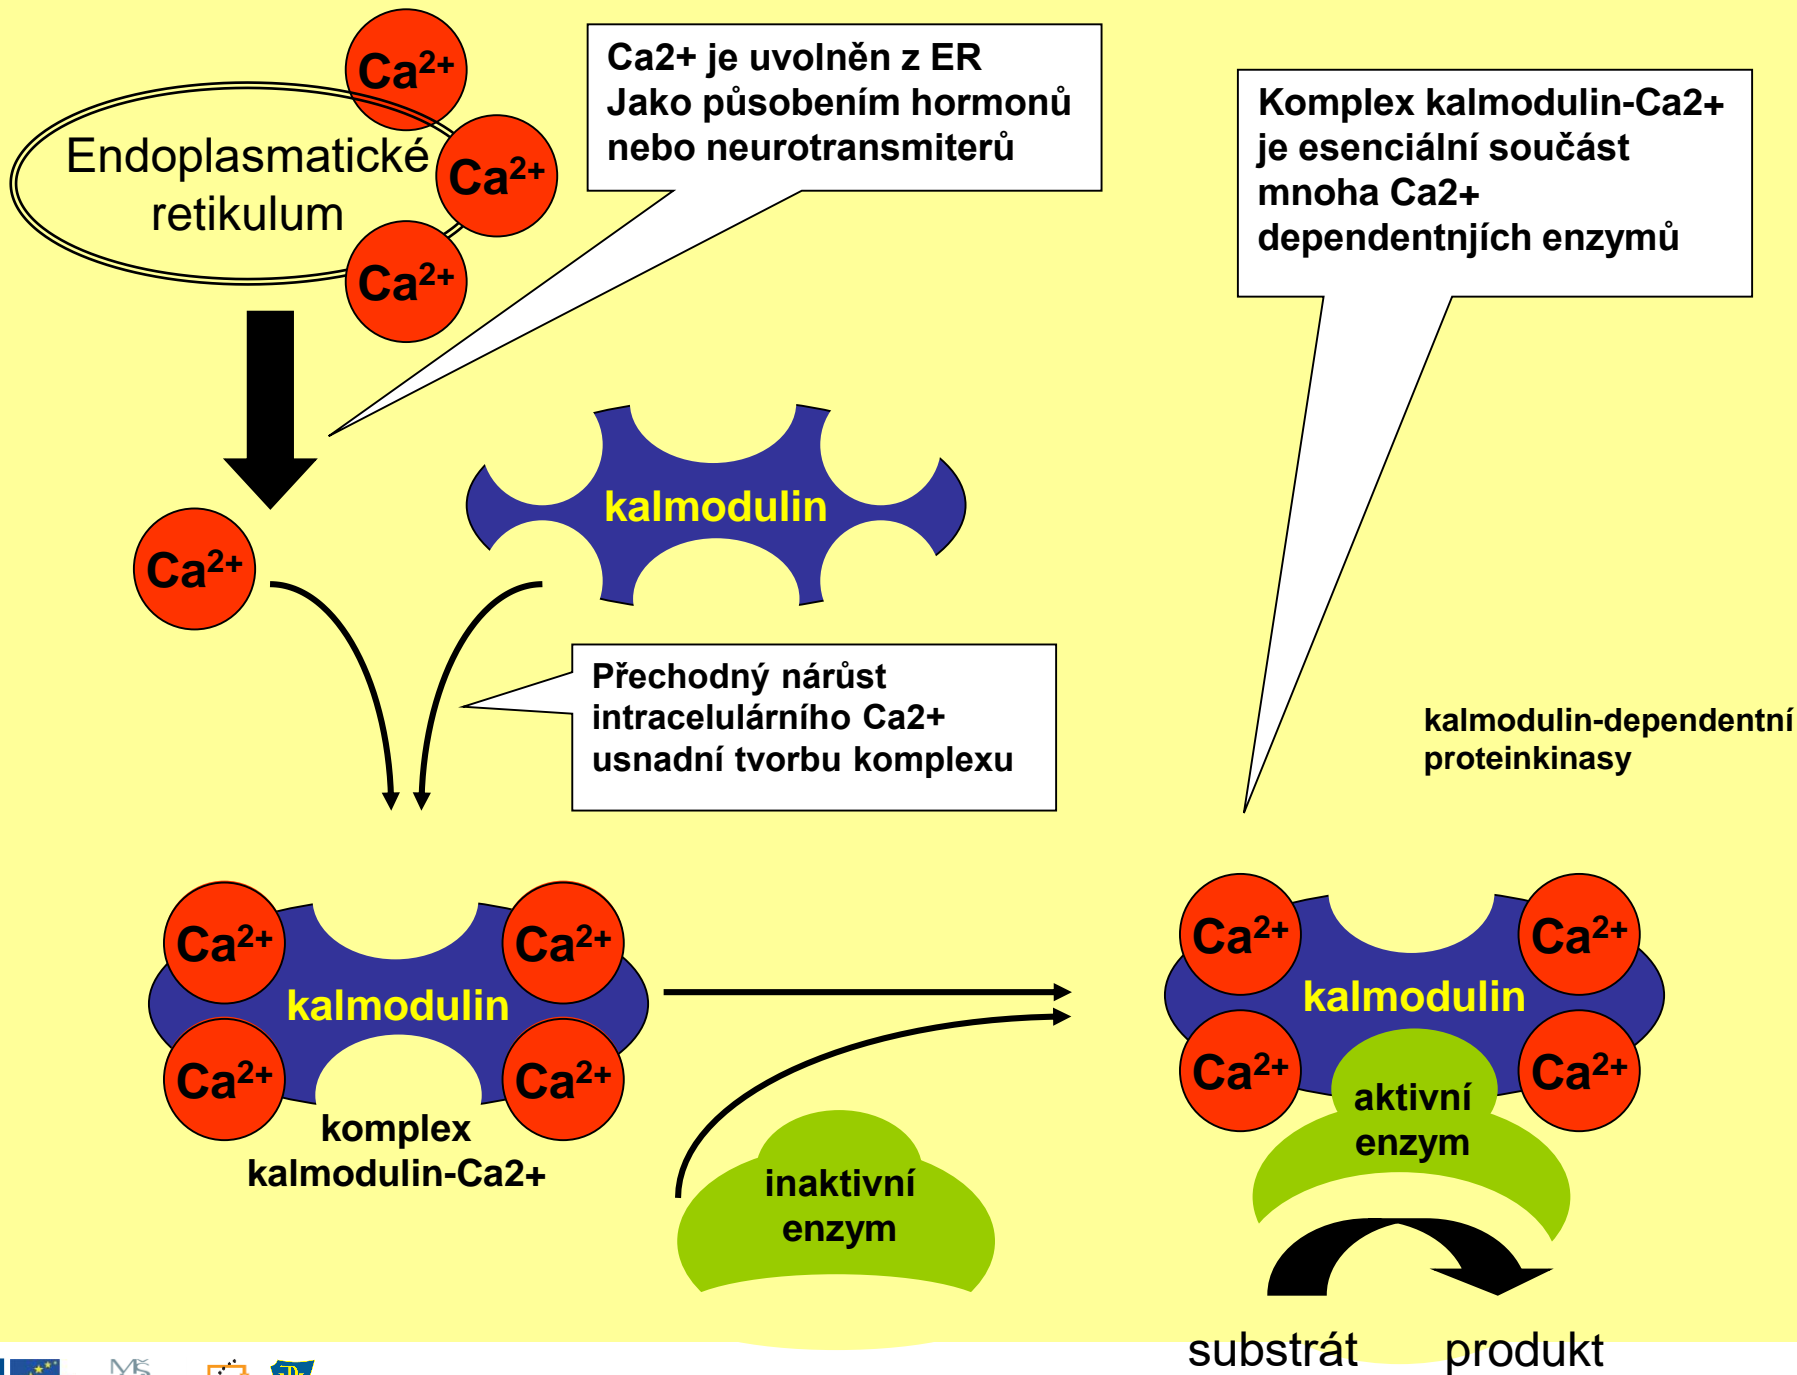 Ca2+
Ca2+
Ca2+
Endoplasmatické
retikulum
Ca2+ je uvolněn z ER
Jako působením hormonů
nebo neurotransmiterů
Komplex kalmodulin-Ca2+
je esenciální součást
mnoha Ca2+
dependentnjích enzymů
kalmodulin
Ca2+
Přechodný nárůst
intracelulárního Ca2+
usnadní tvorbu komplexu
kalmodulin-dependentní
proteinkinasy
Ca2+
Ca2+
kalmodulin
Ca2+
Ca2+
komplex
kalmodulin-Ca2+
inaktivní
enzym
Ca2+
Ca2+
kalmodulin
Ca2+
Ca2+
aktivní
enzym
substrát
produkt
MŠ